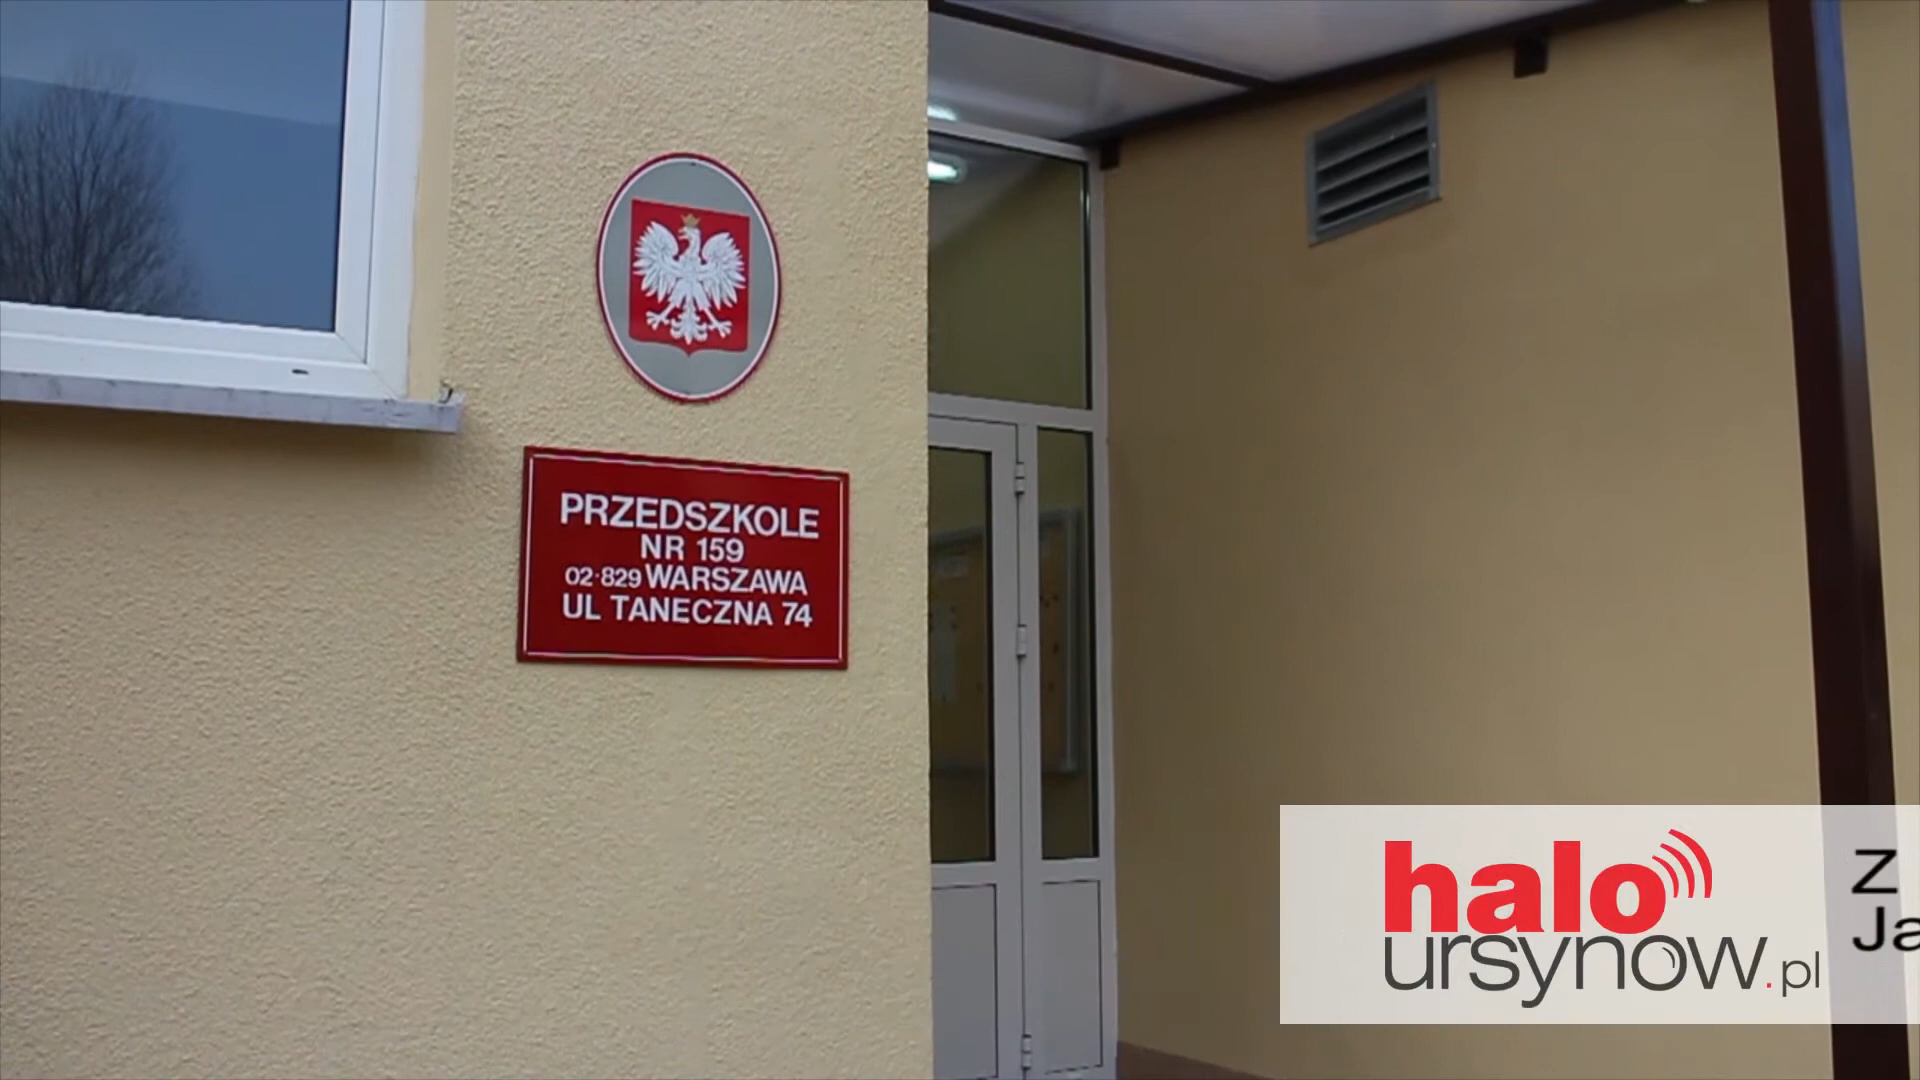 PRZEDSZKOLE
NR 159
02-829 WARSZAWA
UL TANECZNA 74
halo
ursynow.pl
Z